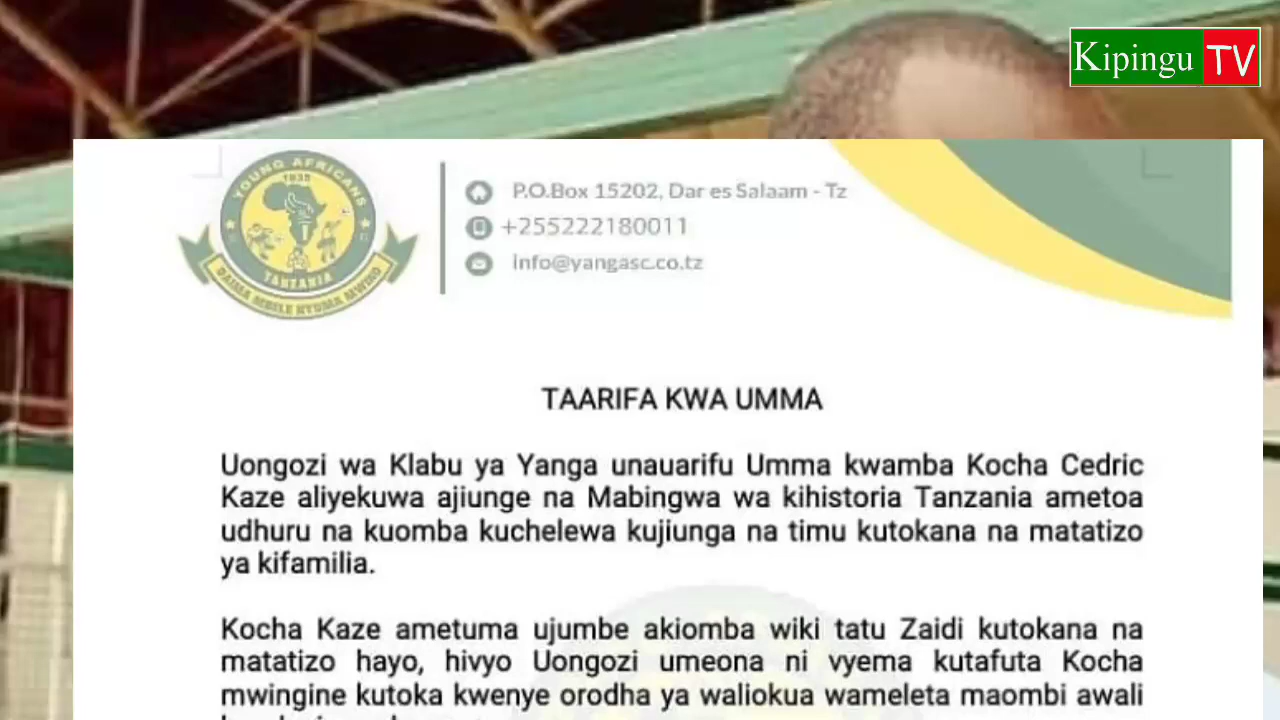 Kipingu TV
YOUNG AFRICANS
1935
TANZANIA
DAIMA MBELE NYUMA MWIKO
P.O.Box 15202, Dar es Salaam - Tz
+255222180011
info@yangasc.co.tz
TAARIFA KWA UMMA
Uongozi wa Klabu ya Yanga unauarifu Umma kwamba Kocha Cedric
Kaze aliyekuwa ajiunge na Mabingwa wa kihistoria Tanzania ametoa
udhuru na kuomba kuchelewa kujiunga na timu kutokana na matatizo
ya kifamilia.
Kocha Kaze ametuma ujumbe akiomba wiki tatu Zaidi kutokana na
matatizo hayo, hivyo Uongozi umeona ni vyema kutafuta Kocha
mwingine kutoka kwenye orodha ya waliokua wameleta maombi awali